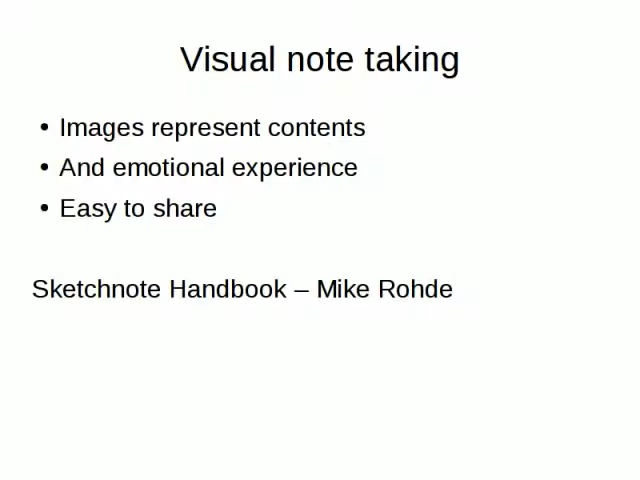 Visual note taking
• Images represent contents
• And emotional experience
• Easy to share
Sketchnote Handbook – Mike Rohde